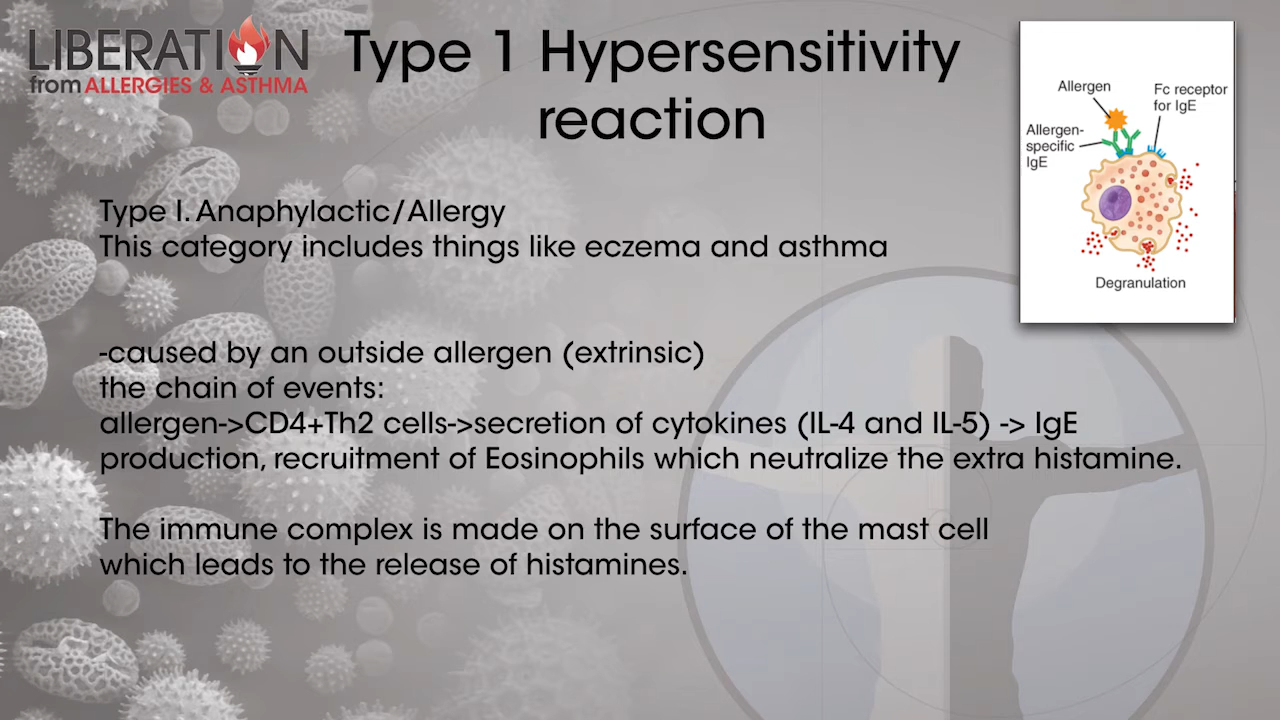 LIBERATION
from ALLERGIES & ASTHMA
Type 1 Hypersensitivity
reaction
Allergen
Fc receptor
for IgE
Allergen-
specific
IgE
Degranulation
Type I. Anaphylactic/Allergy
This category includes things like eczema and asthma
-caused by an outside allergen (extrinsic)
the chain of events:
allergen->CD4+Th2 cells->secretion of cytokines (IL-4 and IL-5) -> IgE
production, recruitment of Eosinophils which neutralize the extra histamine.
The immune complex is made on the surface of the mast cell
which leads to the release of histamines.